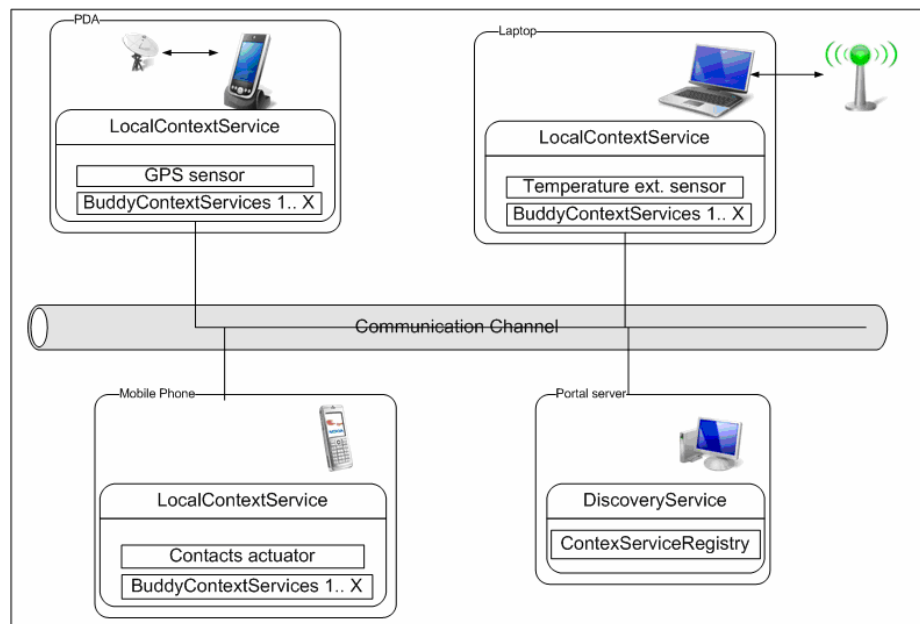 PDA
LocalContextService
GPS sensor
BuddyContextServices 1.. X
Laptop
LocalContextService
Temperature ext. sensor
BuddyContextServices 1.. X
Communication Channel
Mobile Phone
LocalContextService
Contacts actuator
BuddyContextServices 1.. X
Portal server
DiscoveryService
ContexServiceRegistry